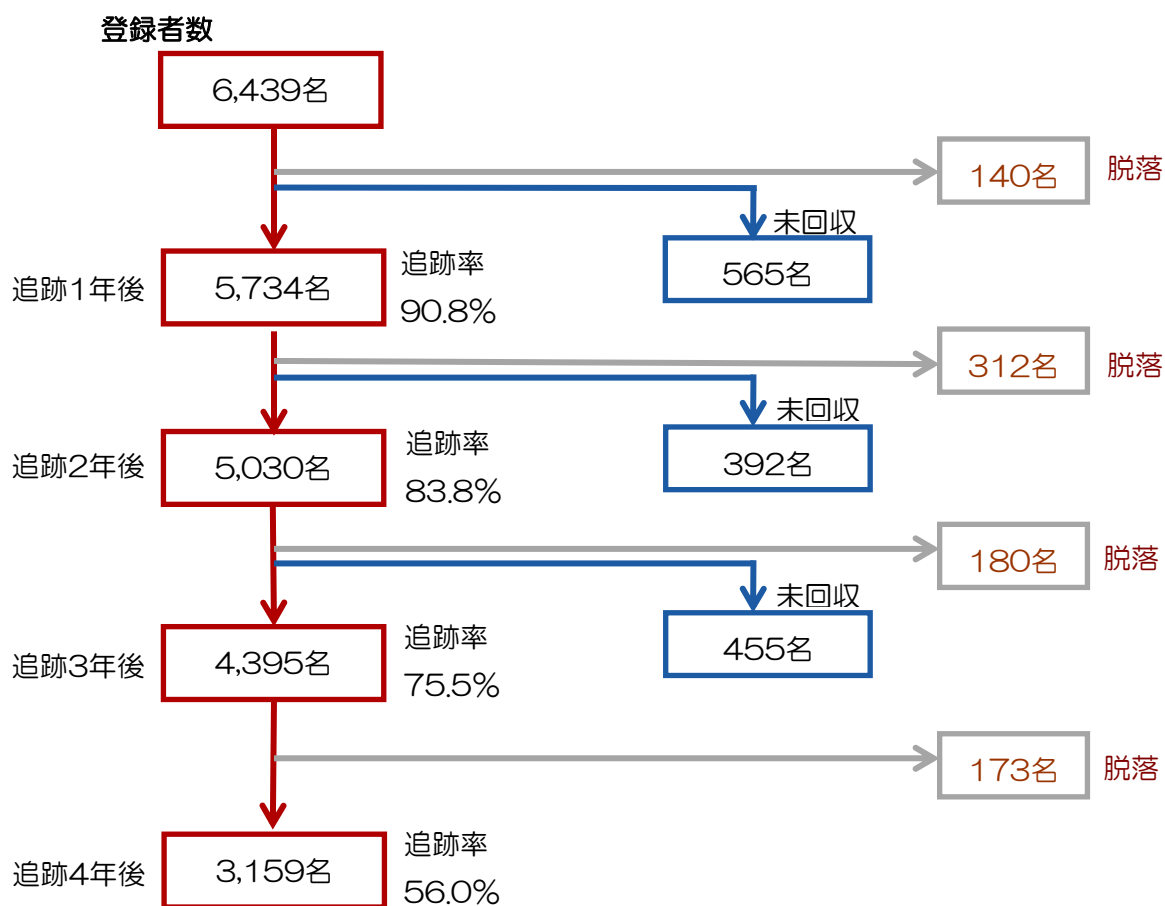 登録者数
6,439名
140名
脱落
未回収
565名
追跡1年後
5,734名
追跡率
90.8%
312名
脱落
未回収
392名
追跡2年後
5,030名
追跡率
83.8%
180名
脱落
未回収
455名
追跡3年後
4,395名
追跡率
75.5%
173名
脱落
追跡4年後
3,159名
追跡率
56.0%